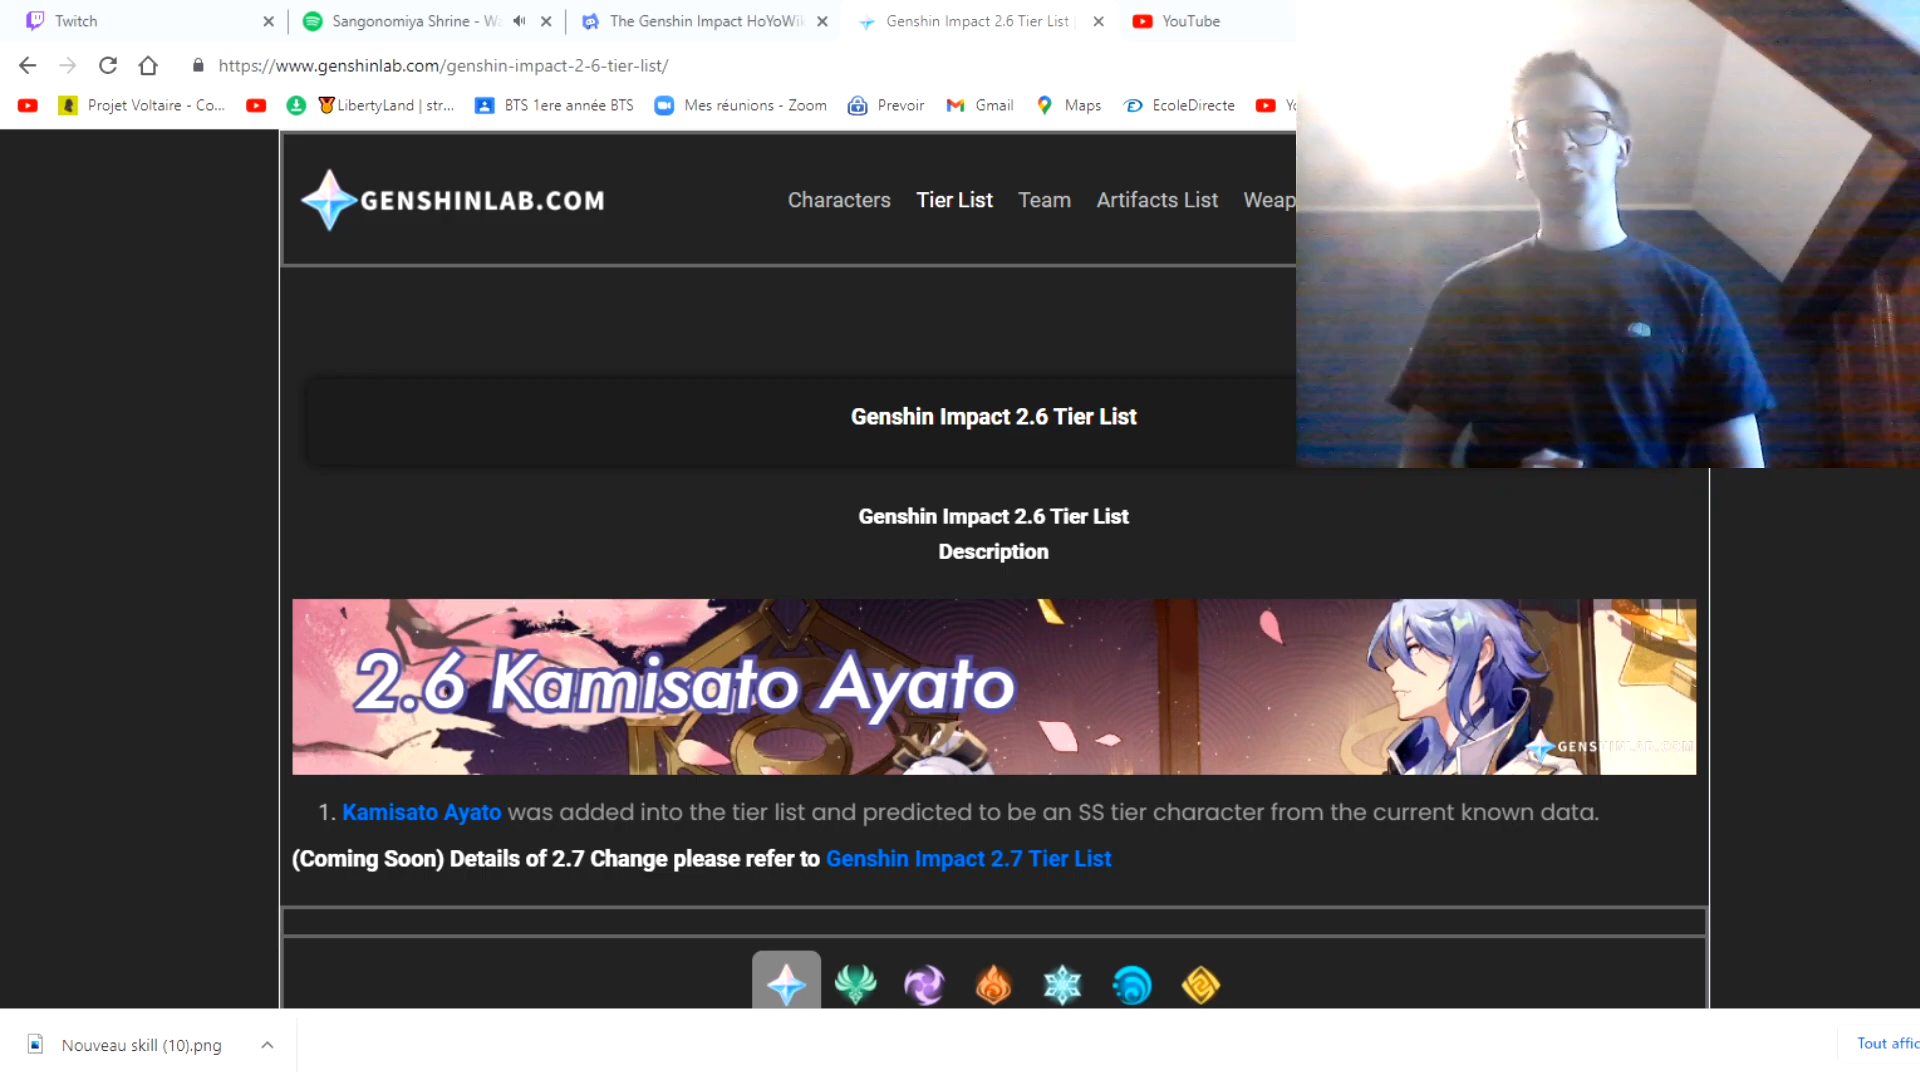 Twitch
Sangonomiya Shrine - Wa
The Genshin Impact HoYoWiki
Genshin Impact 2.6 Tier List |
YouTube
https://www.genshinlab.com/genshin-impact-2-6-tier-list/
Projet Voltaire - Co...
LibertyLand | str...
BTS 1ere année BTS
Mes réunions - Zoom
Prevoir
Gmail
Maps
EcoleDirecte
GENSHINLAB.COM
Characters
Tier List
Team
Artifacts List
Weap
Genshin Impact 2.6 Tier List
Genshin Impact 2.6 Tier List
Description
2.6 Kamisato Ayato
GENSHINLAB.COM
1. Kamisato Ayato was added into the tier list and predicted to be an SS tier character from the current known data.
(Coming Soon) Details of 2.7 Change please refer to Genshin Impact 2.7 Tier List
Nouveau skill (10).png
Tout affic